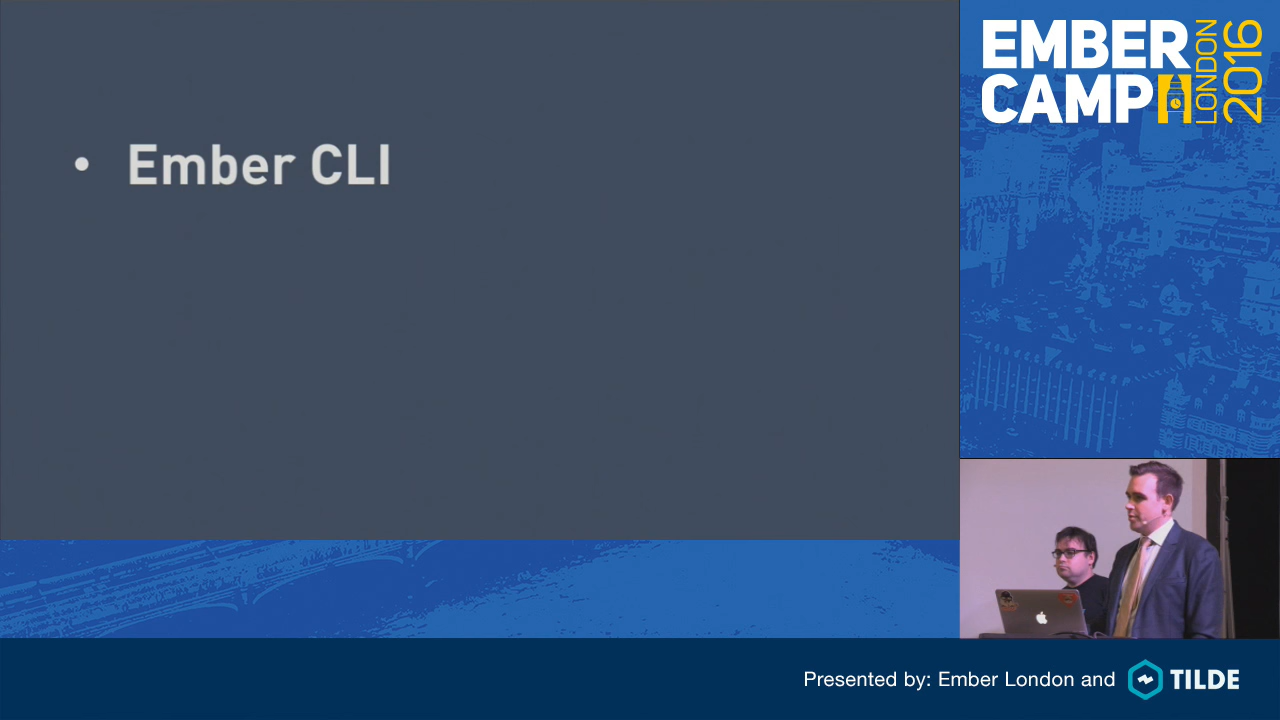 • Ember CLI
EMBER
CAMP
LONDON
2016
Presented by: Ember London and TILDE